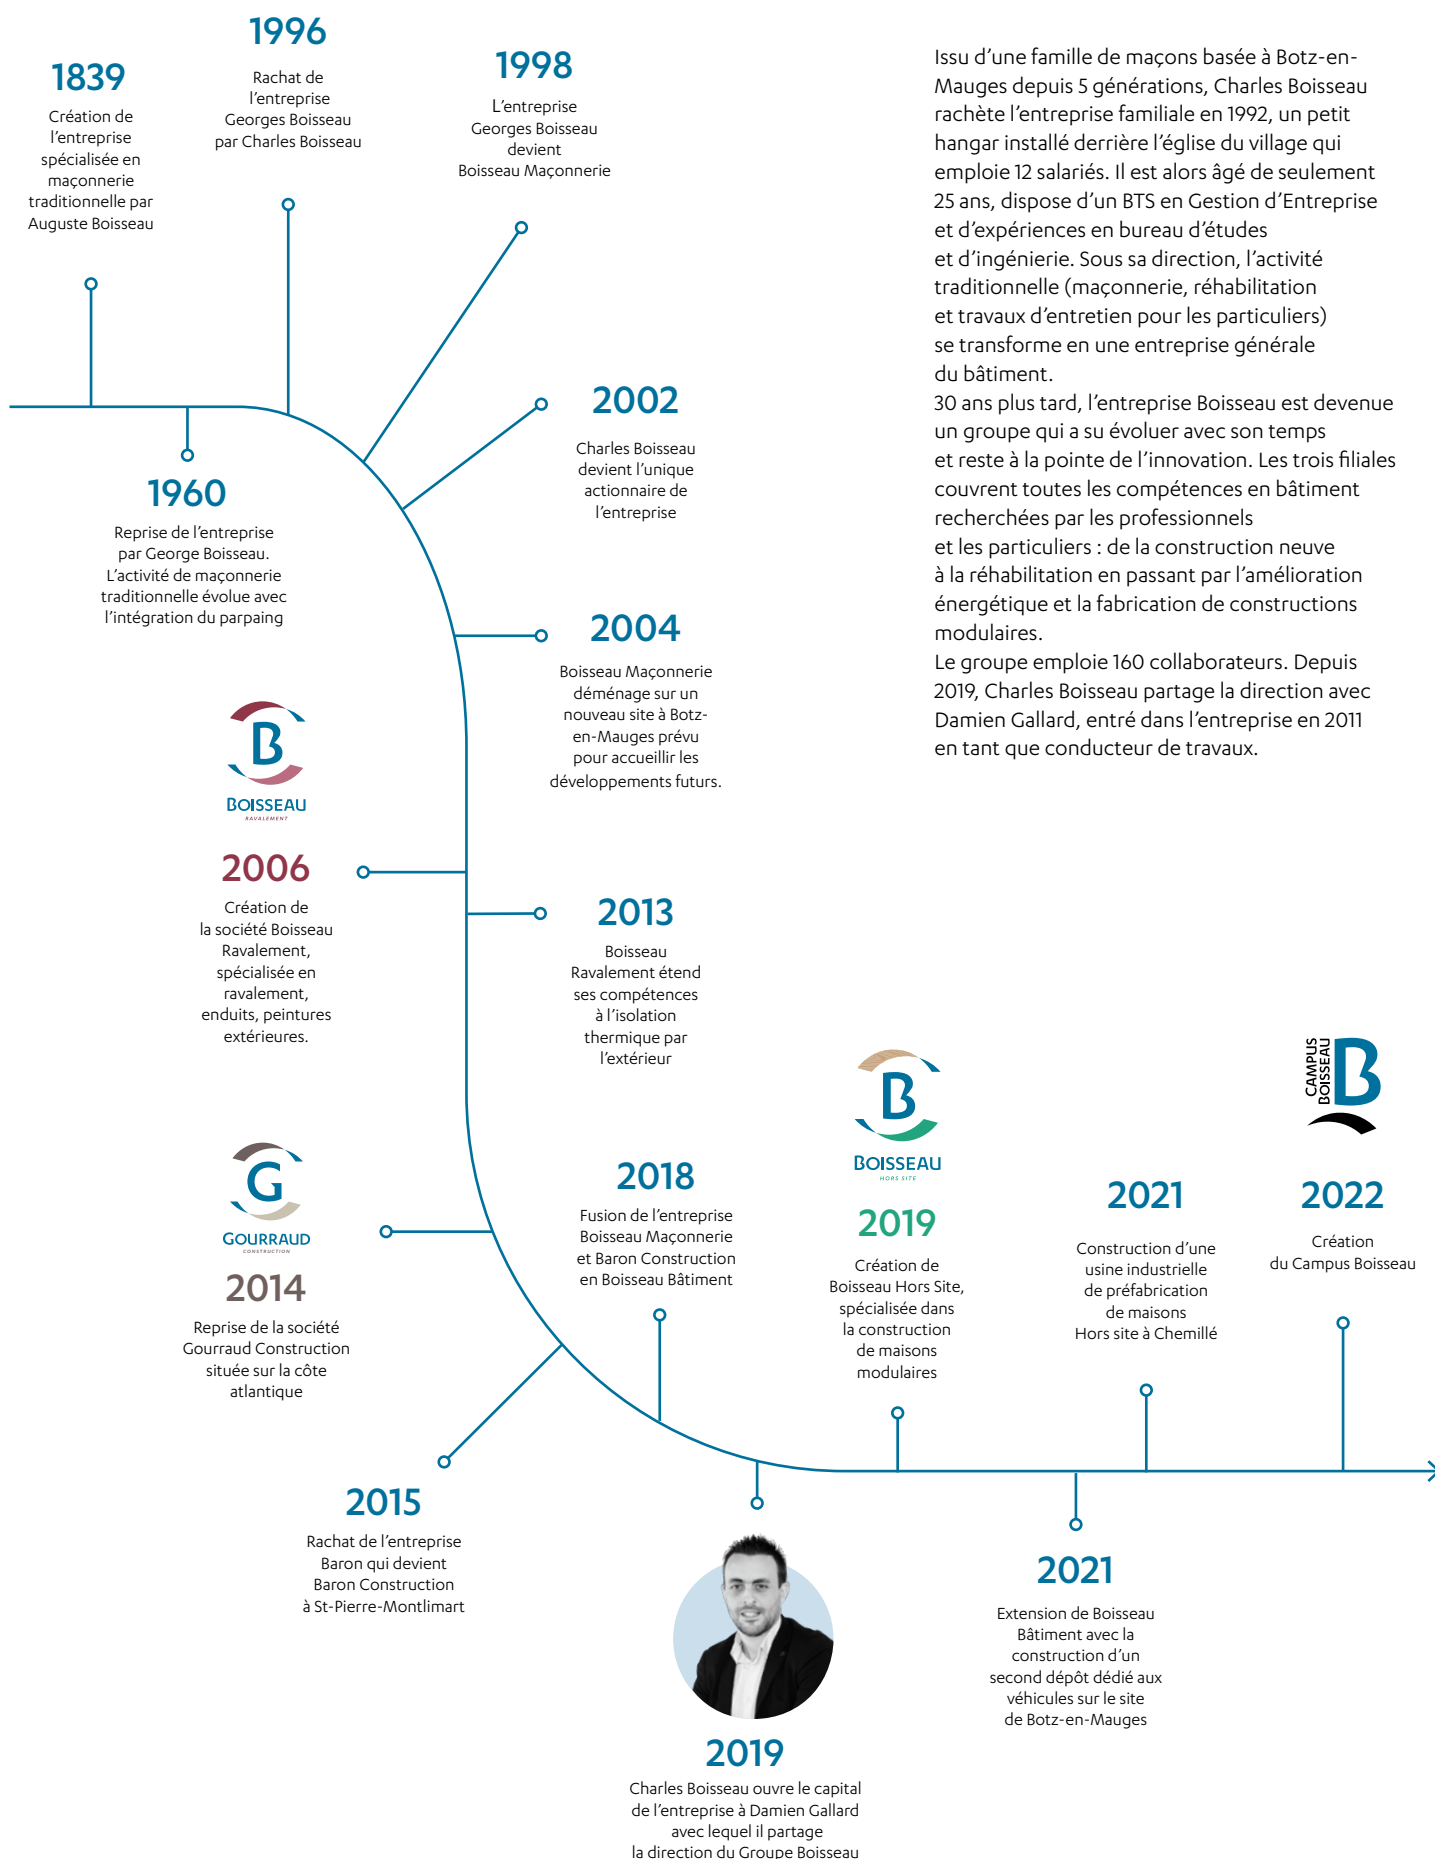 1839
Création de
l’entreprise
spécialisée en
maçonnerie
traditionnelle par
Auguste Boisseau
1996
Rachat de
l’entreprise
Georges Boisseau
par Charles Boisseau
1998
L’entreprise
Georges Boisseau
devient
Boisseau Maçonnerie
Issu d’une famille de maçons basée à Botz-en-
Mauges depuis 5 générations, Charles Boisseau
rachète l’entreprise familiale en 1992, un petit
hangar installé derrière l’église du village qui
emploie 12 salariés. Il est alors âgé de seulement
25 ans, dispose d’un BTS en Gestion d’Entreprise
et d’expériences en bureau d’études
et d’ingénierie. Sous sa direction, l’activité
traditionnelle (maçonnerie, réhabilitation
et travaux d’entretien pour les particuliers)
se transforme en une entreprise générale
du bâtiment.
30 ans plus tard, l’entreprise Boisseau est devenue
un groupe qui a su évoluer avec son temps
et reste à la pointe de l’innovation. Les trois filiales
couvrent toutes les compétences en bâtiment
recherchées par les professionnels
et les particuliers : de la construction neuve
à la réhabilitation en passant par l’amélioration
énergétique et la fabrication de constructions
modulaires.
Le groupe emploie 160 collaborateurs. Depuis
2019, Charles Boisseau partage la direction avec
Damien Gallard, entré dans l’entreprise en 2011
en tant que conducteur de travaux.
1960
Reprise de l’entreprise
par George Boisseau.
L’activité de maçonnerie
traditionnelle évolue avec
l’intégration du parpaing
2002
Charles Boisseau
devient l’unique
actionnaire de
l’entreprise
2004
Boisseau Maçonnerie
déménage sur un
nouveau site à Botz-
en-Mauges prévu
pour accueillir les
développements futurs.
B
BOISSEAU
RAVALEMENT
2006
Création de
la société Boisseau
Ravalement,
spécialisée en
ravalement,
enduits, peintures
extérieures.
2013
Boisseau
Ravalement étend
ses compétences
à l’isolation
thermique par
l’extérieur
G
GOURRAUD
CONSTRUCTION
2014
Reprise de la société
Gourraud Construction
située sur la côte
atlantique
2015
Rachat de l’entreprise
Baron qui devient
Baron Construction
à St-Pierre-Montlimart
2018
Fusion de l’entreprise
Boisseau Maçonnerie
et Baron Construction
en Boisseau Bâtiment
2019
Charles Boisseau ouvre le capital
de l’entreprise à Damien Gallard
avec lequel il partage
la direction du Groupe Boisseau
B
BOISSEAU
HORS SITE
2019
Création de
Boisseau Hors Site,
spécialisée dans
la construction
de maisons
modulaires
2021
Extension de Boisseau
Bâtiment avec la
construction d’un
second dépôt dédié aux
véhicules sur le site
de Botz-en-Mauges
2021
Construction d’une
usine industrielle
de préfabrication
de maisons
Hors site à Chemillé
CAMPUS
BOISSEAU
B
2022
Création
du Campus Boisseau